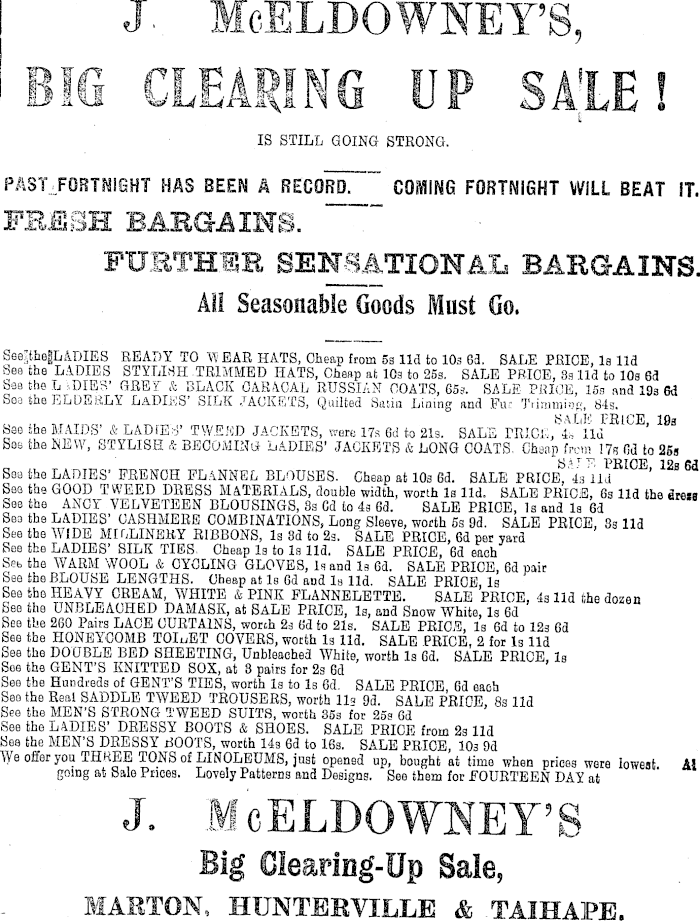 J. McELDOWNEY'S,
BIG CLEARING UP SALE!
IS STILL GOING STRONG.
PAST FORTNIGHT HAS BEEN A RECORD. COMING FORTNIGHT WILL BEAT IT.
FRESH BARGAINS.
FURTHER SENSATIONAL BARGAINS.
All Seasonable Goods Must Go.
See the LADIES READY TO WEAR HATS, Cheap from 5s 11d to 10s 6d. SALE PRICE, 1s 11d
See the LADIES STYLISH TRIMMED HATS, Cheap at 10s to 25s. SALE PRICE, 3s 11d to 10s 6d
See the L DIES' GREY & BLACK CARACAL RUSSIAN COATS, 65s. SALE PRICE, 15s and 19s 6d
See the ELDERLY LADIES' SILK JACKETS, Quilted Satin Lining and Fur Trimming, 84s.
SALE PRICE, 19s
See the MAIDS' & LADIES' TWEED JACKETS, were 17s 6d to 21s. SALE PRICE, 4s 11d
See the NEW, STYLISH & BECOMING LADIES' JACKETS & LONG COATS. Cheap from 17s 6d to 25s
SALE PRICE, 12s 6d
See the LADIES' FRENCH FLANNEL BLOUSES. Cheap at 10s 6d. SALE PRICE, 4s 11d
See the GOOD TWEED DRESS MATERIALS, double width, worth 1s 11d. SALE PRICE, 6s 11d the dress
See the ANCY VELVETEEN BLOUSINGS, 3s 6d to 4s 6d. SALE PRICE, 1s and 1s 6d
See the LADIES' CASHMERE COMBINATIONS, Long Sleeve, worth 5s 9d. SALE PRICE, 3s 11d
See the WIDE MILLINERY RIBBONS, 1s 3d to 2s. SALE PRICE, 6d per yard
See the LADIES' SILK TIES. Cheap 1s to 1s 11d. SALE PRICE, 6d each
See the WARM WOOL & CYCLING GLOVES, 1s and 1s 6d. SALE PRICE, 6d pair
See the BLOUSE LENGTHS. Cheap at 1s 6d and 1s 11d. SALE PRICE, 1s
See the HEAVY CREAM, WHITE & PINK FLANNELETTE. SALE PRICE, 4s 11d the dozen
See the UNBLEACHED DAMASK, at SALE PRICE, 1s, and Snow White, 1s 6d
See the 260 Pairs LACE CURTAINS, worth 2s 6d to 21s. SALE PRICE, 1s 6d to 12s 6d
See the HONEYCOMB TOILET COVERS, worth 1s 11d. SALE PRICE, 2 for 1s 11d
See the DOUBLE BED SHEETING, Unbleached White, worth 1s 6d. SALE PRICE, 1s
See the GENT'S KNITTED SOX, at 3 pairs for 2s 6d
See the Hundreds of GENT'S TIES, worth 1s to 1s 6d. SALE PRICE, 6d each
See the Real SADDLE TWEED TROUSERS, worth 11s 9d. SALE PRICE, 8s 11d
See the MEN'S STRONG TWEED SUITS, worth 35s for 25s 6d
See the LADIES' DRESSY BOOTS & SHOES. SALE PRICE from 2s 11d
See the MEN'S DRESSY BOOTS, worth 14s 6d to 16s. SALE PRICE, 10s 9d
We offer you THREE TONS of LINOLEUMS, just opened up, bought at time when prices were lowest. Al
going at Sale Prices. Lovely Patterns and Designs. See them for FOURTEEN DAY at
J. McELDOWNEY'S
Big Clearing-Up Sale,
MARTON, HUNTERVILLE & TAIHAPE.